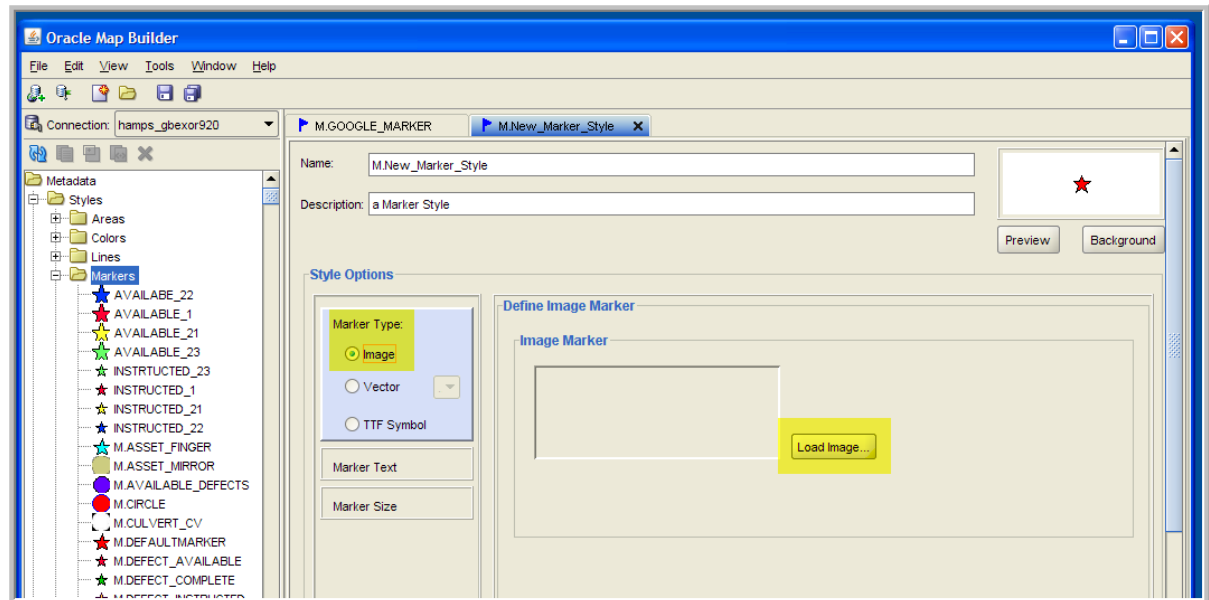 Oracle Map Builder
File Edit View Tools Window Help
Connection: hamps_gbexor920
M.GOOGLE_MARKER M.New_Marker_Style
Metadata
Styles
Areas
Colors
Lines
Markers
AVAILABE_22
AVAILABLE_1
AVAILABLE_21
AVAILABLE_23
INSTRTUCTED_23
INSTRUCTED_1
INSTRUCTED_21
INSTRUCTED_22
M.ASSET_FINGER
M.ASSET_MIRROR
M.AVAILABLE_DEFECTS
M.CIRCLE
M.CULVERT_CV
M.DEFAULTMARKER
M.DEFECT_AVAILABLE
M.DEFECT_COMPLETE
M.DEFECT_INSTRUCTED
Name: M.New_Marker_Style
Description: a Marker Style
Preview Background
Style Options
Marker Type:
Image
Vector
TTF Symbol
Marker Text
Marker Size
Define Image Marker
Image Marker
Load Image...